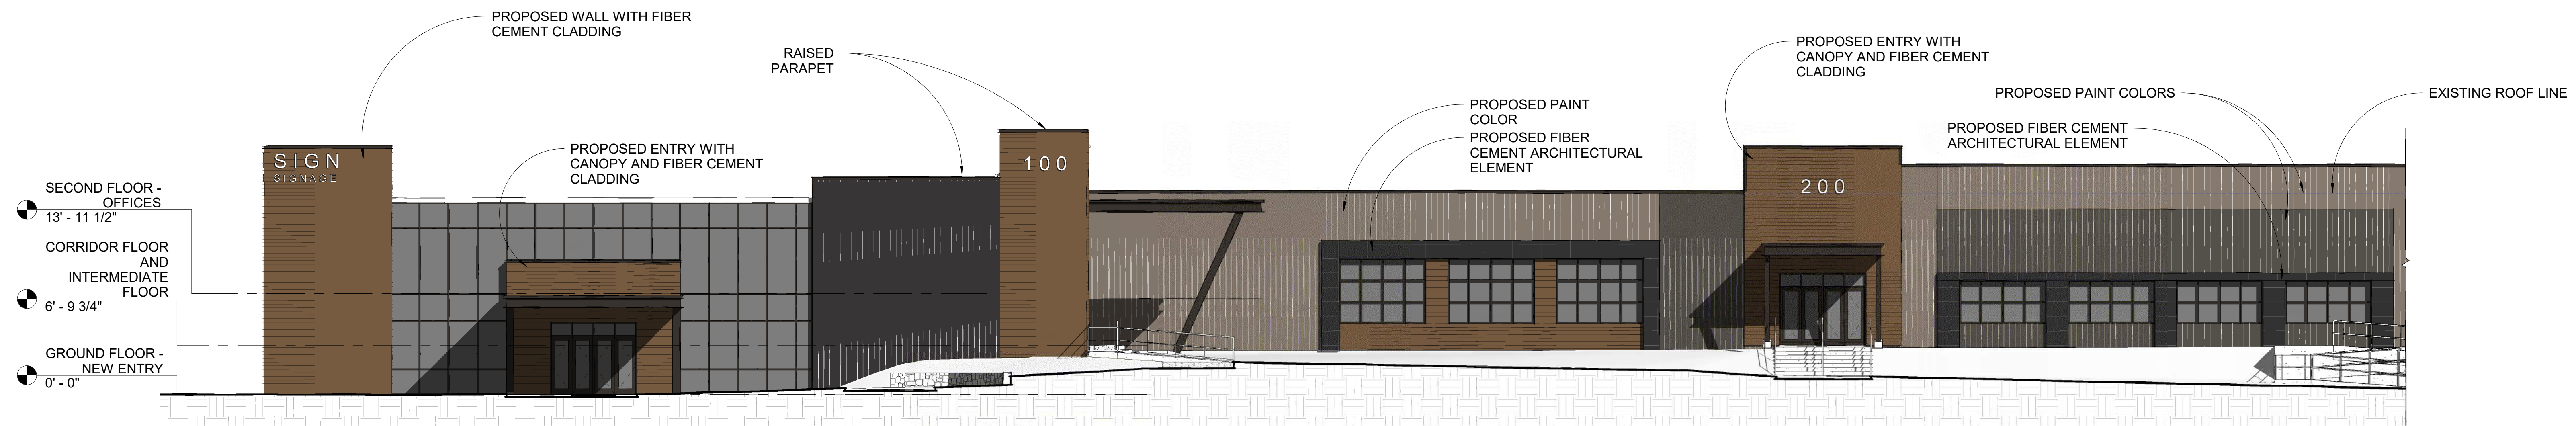 PROPOSED WALL WITH FIBER
CEMENT CLADDING
RAISED
PARAPET
PROPOSED ENTRY WITH
CANOPY AND FIBER CEMENT
CLADDING
PROPOSED PAINT COLORS
EXISTING ROOF LINE
PROPOSED PAINT
COLOR
PROPOSED FIBER
CEMENT ARCHITECTURAL
ELEMENT
PROPOSED FIBER CEMENT
ARCHITECTURAL ELEMENT
PROPOSED ENTRY WITH
CANOPY AND FIBER CEMENT
CLADDING
SIGN
SIGNAGE
100
200
SECOND FLOOR -
OFFICES
13' - 11 1/2"
CORRIDOR FLOOR
AND
INTERMEDIATE
FLOOR
6' - 9 3/4"
GROUND FLOOR -
NEW ENTRY
0' - 0"